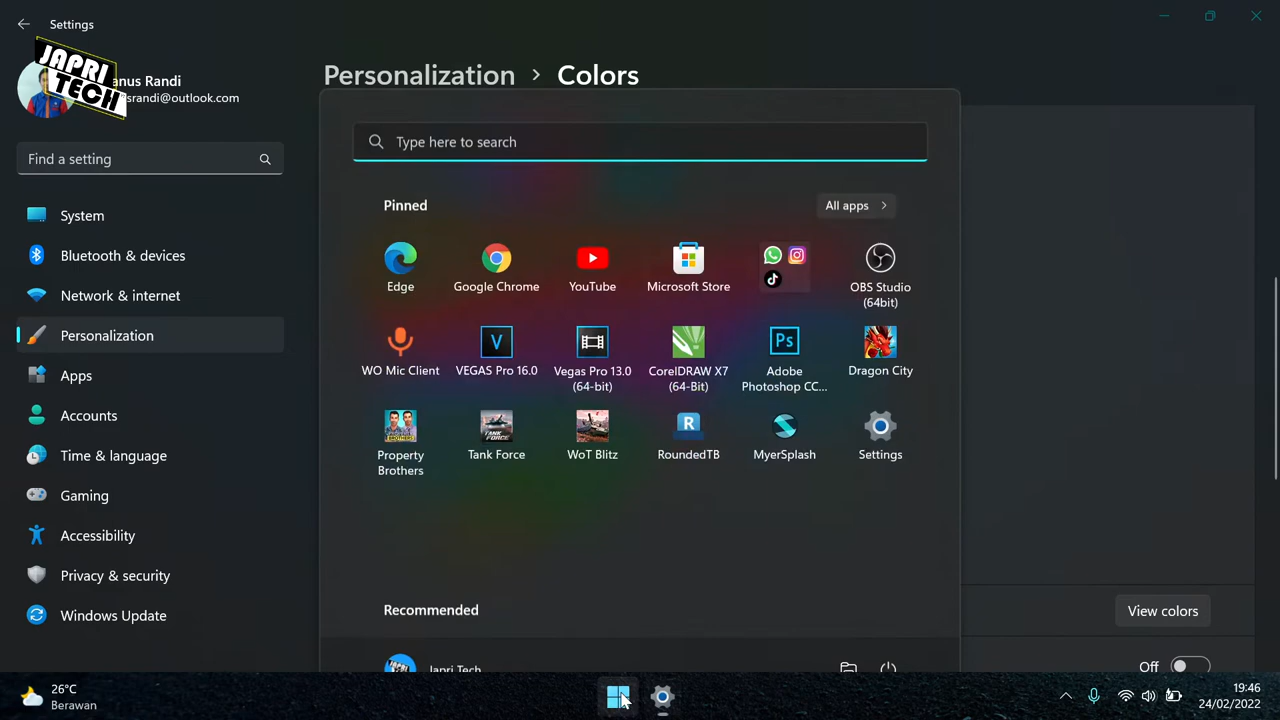 Settings
JAPRI
TECH
anus Randi
srandi@outlook.com
Find a setting
System
Bluetooth & devices
Network & internet
Personalization
Apps
Accounts
Time & language
Gaming
Accessibility
Privacy & security
Windows Update
Personalization > Colors
Type here to search
Pinned
All apps >
Edge
Google Chrome
YouTube
Microsoft Store
OBS Studio
(64bit)
WO Mic Client
V
VEGAS Pro 16.0
Vegas Pro 13.0
(64-bit)
CorelDRAW X7
(64-Bit)
Ps
Adobe
Photoshop CC...
Dragon City
Property
Brothers
TANK
FORCE
Tank Force
WoT Blitz
R
RoundedTB
MyerSplash
Settings
Recommended
Japri Tech
View colors
Off
26°C
Berawan
19:46
24/02/2022